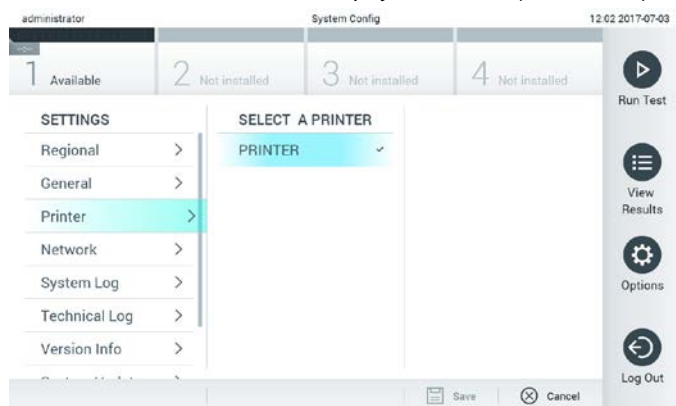 administrator System Config 12:02 2017-07-03
1 Available 2 Not installed 3 Not installed 4 Not installed
Run Test
SETTINGS SELECT A PRINTER
Regional PRINTER
General
View
Results
Printer
Network
System Log
Options
Technical Log
Version Info
Log Out
Save Cancel